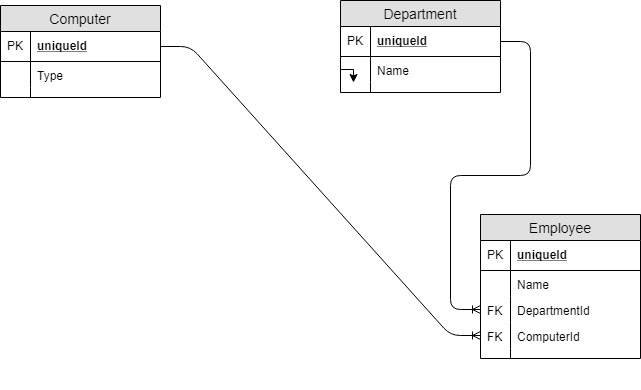 Computer
PK uniqueId
Type
Department
PK uniqueId
Name
Employee
PK uniqueId
Name
FK DepartmentId
FK ComputerId